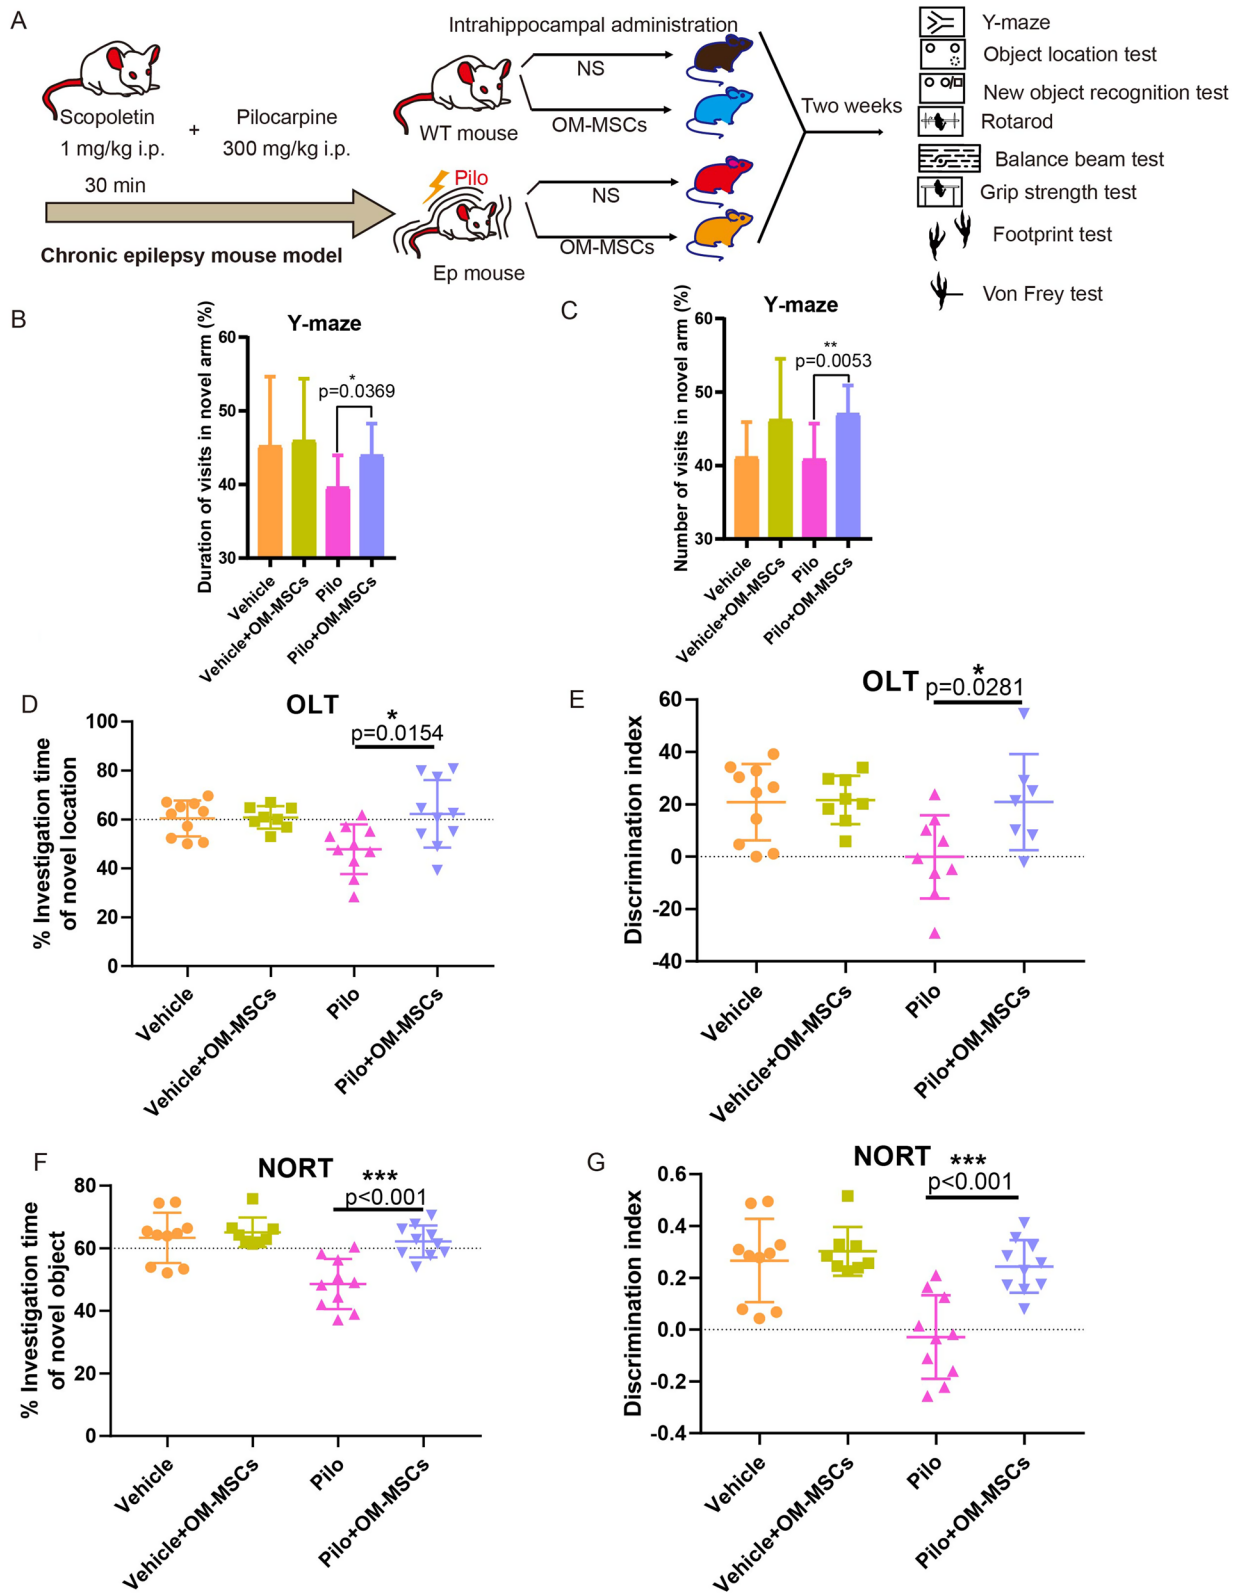 A
Intrahippocampal administration
Scopoletin
1 mg/kg i.p.
+
Pilocarpine
300 mg/kg i.p.
30 min
Chronic epilepsy mouse model
WT mouse
NS
OM-MSCs
Pilo
Ep mouse
NS
OM-MSCs
Two weeks
Y-maze
Object location test
New object recognition test
Rotarod
Balance beam test
Grip strength test
Footprint test
Von Frey test
B
Y-maze
Duration of visits in novel arm (%)
60
50
40
30
*
p=0.0369
Vehicle
Vehicle+OM-MSCs
Pilo
Pilo+OM-MSCs
C
Y-maze
Number of visits in novel arm (%)
60
50
40
30
**
p=0.0053
Vehicle
Vehicle+OM-MSCs
Pilo
Pilo+OM-MSCs
D
OLT
% Investigation time
of novel location
100
80
60
40
20
0
*
p=0.0154
Vehicle
Vehicle+OM-MSCs
Pilo
Pilo+OM-MSCs
E
OLT
Discrimination index
60
40
20
0
-20
-40
*
p=0.0281
Vehicle
Vehicle+OM-MSCs
Pilo
Pilo+OM-MSCs
F
NORT
% Investigation time
of novel object
80
60
40
20
0
***
p<0.001
Vehicle
Vehicle+OM-MSCs
Pilo
Pilo+OM-MSCs
G
NORT
Discrimination index
0.6
0.4
0.2
0.0
-0.2
-0.4
***
p<0.001
Vehicle
Vehicle+OM-MSCs
Pilo
Pilo+OM-MSCs